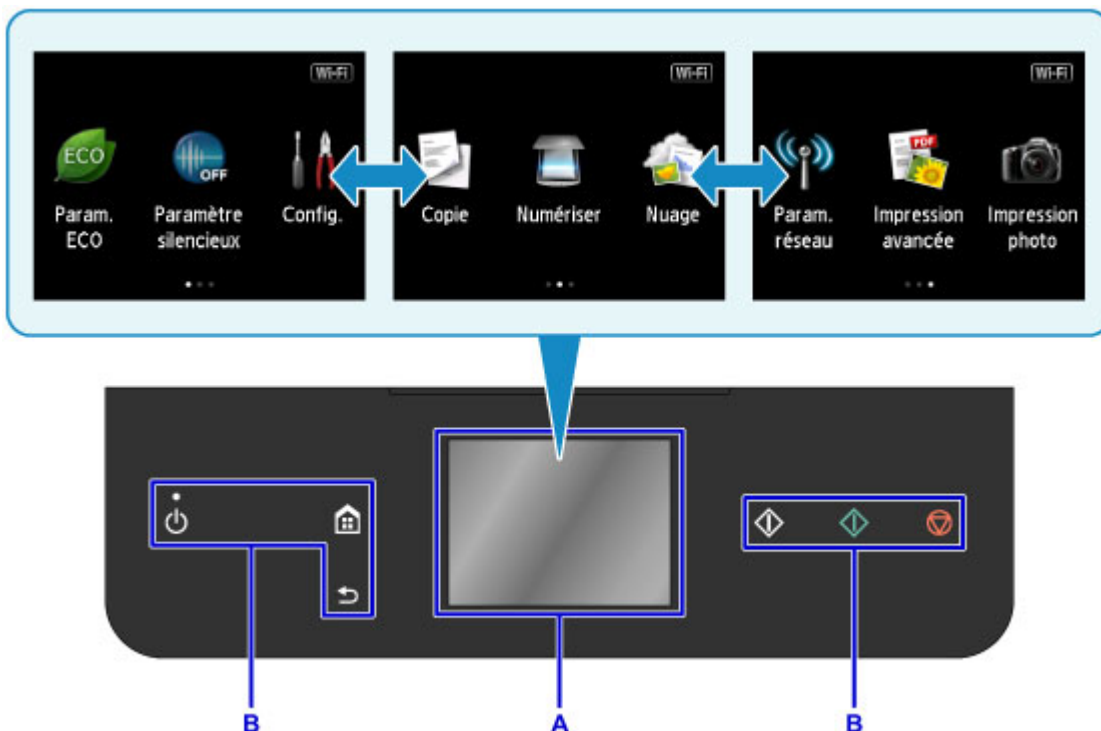 Wi-Fi
ECO
OFF
Param.
ECO
Paramètre
silencieux
Config.
Wi-Fi
Copie
Numériser
Nuage
Wi-Fi
PDF
Param.
réseau
Impression
avancée
Impression
photo
B
A
B